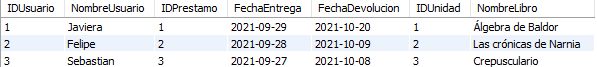 IDUsuario NombreUsuario IDPrestamo FechaEntrega FechaDevolucion IDUnidad NombreLibro
1 Javiera 1 2021-09-29 2021-10-20 1 Álgebra de Baldor
2 Felipe 2 2021-09-28 2021-10-09 2 Las crónicas de Narnia
3 Sebastian 3 2021-09-27 2021-10-08 3 Crepusculario